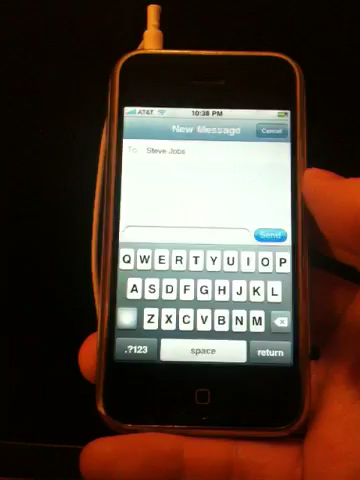 AT&T 10:38 PM
New Message Cancel
To: Steve Jobs
Send
Q W E R T Y U I O P
A S D F G H J K L
Z X C V B N M
.?123 space return